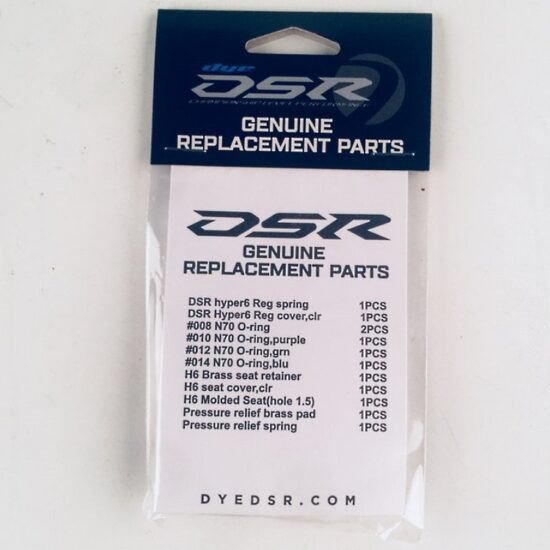 dye
DSR
CHAMPIONSHIP LEVEL PERFORMANCE
GENUINE
REPLACEMENT PARTS
DSR
GENUINE
REPLACEMENT PARTS
DSR hyper6 Reg spring 1PCS
DSR Hyper6 Reg cover,clr 1PCS
#008 N70 O-ring 2PCS
#010 N70 O-ring,purple 1PCS
#012 N70 O-ring,grn 1PCS
#014 N70 O-ring,blu 1PCS
H6 Brass seat retainer 1PCS
H6 seat cover,clr 1PCS
H6 Molded Seat(hole 1.5) 1PCS
Pressure relief brass pad 1PCS
Pressure relief spring 1PCS
DYEDSR.COM